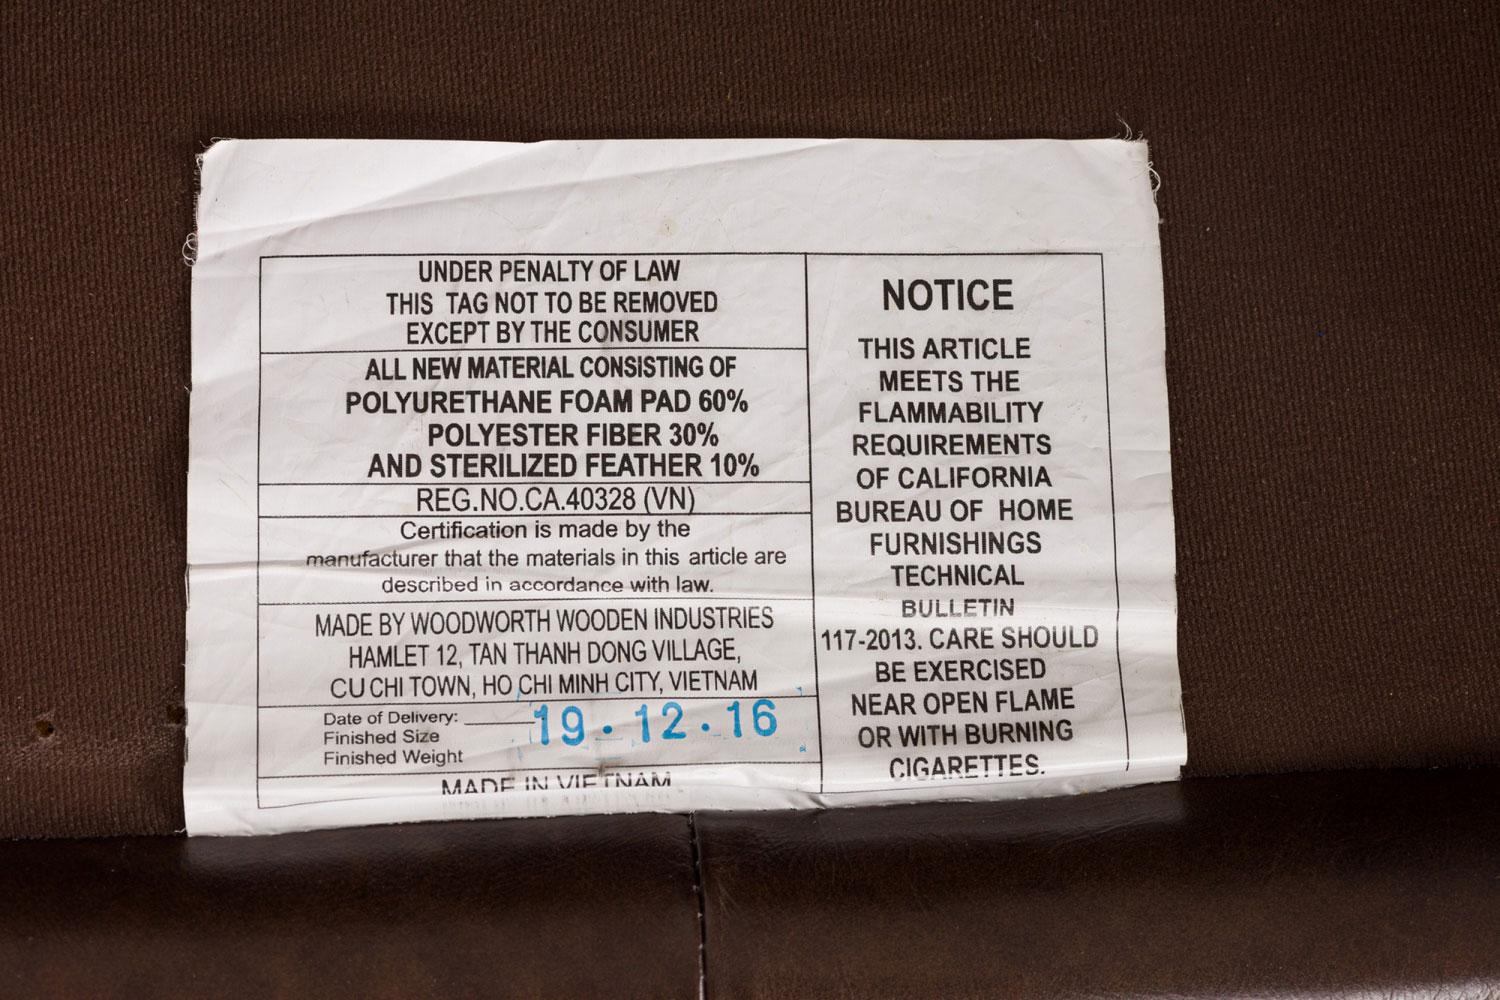 UNDER PENALTY OF LAW
THIS TAG NOT TO BE REMOVED
EXCEPT BY THE CONSUMER
ALL NEW MATERIAL CONSISTING OF
POLYURETHANE FOAM PAD 60%
POLYESTER FIBER 30%
AND STERILIZED FEATHER 10%
REG.NO.CA.40328 (VN)
Certification is made by the
manufacturer that the materials in this article are
described in accordance with law.
MADE BY WOODWORTH WOODEN INDUSTRIES
HAMLET 12, TAN THANH DONG VILLAGE,
CU CHI TOWN, HO CHI MINH CITY, VIETNAM
Date of Delivery: 19 · 12 · 16
Finished Size
Finished Weight
MADE IN VIETNAM
NOTICE
THIS ARTICLE
MEETS THE
FLAMMABILITY
REQUIREMENTS
OF CALIFORNIA
BUREAU OF HOME
FURNISHINGS
TECHNICAL
BULLETIN
117-2013. CARE SHOULD
BE EXERCISED
NEAR OPEN FLAME
OR WITH BURNING
CIGARETTES.